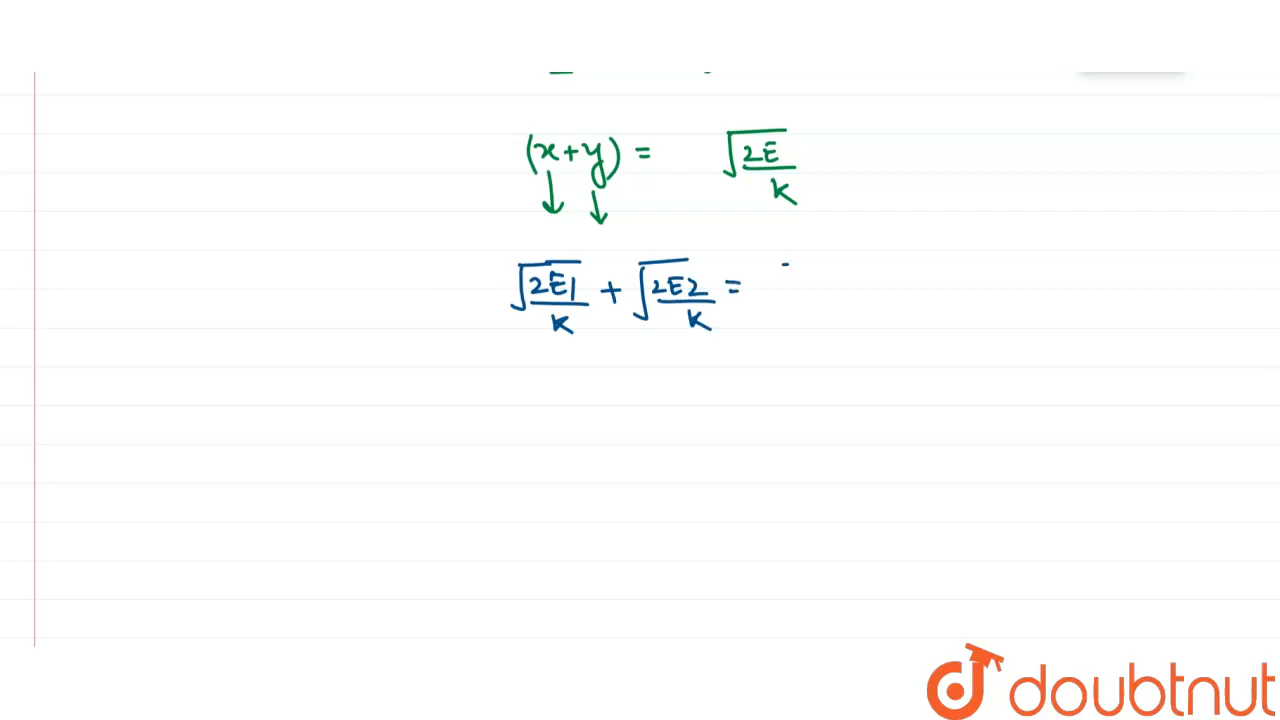 (x+y) = √(2E/k)
√(2E1/k) + √(2E2/k) =
doubtnut